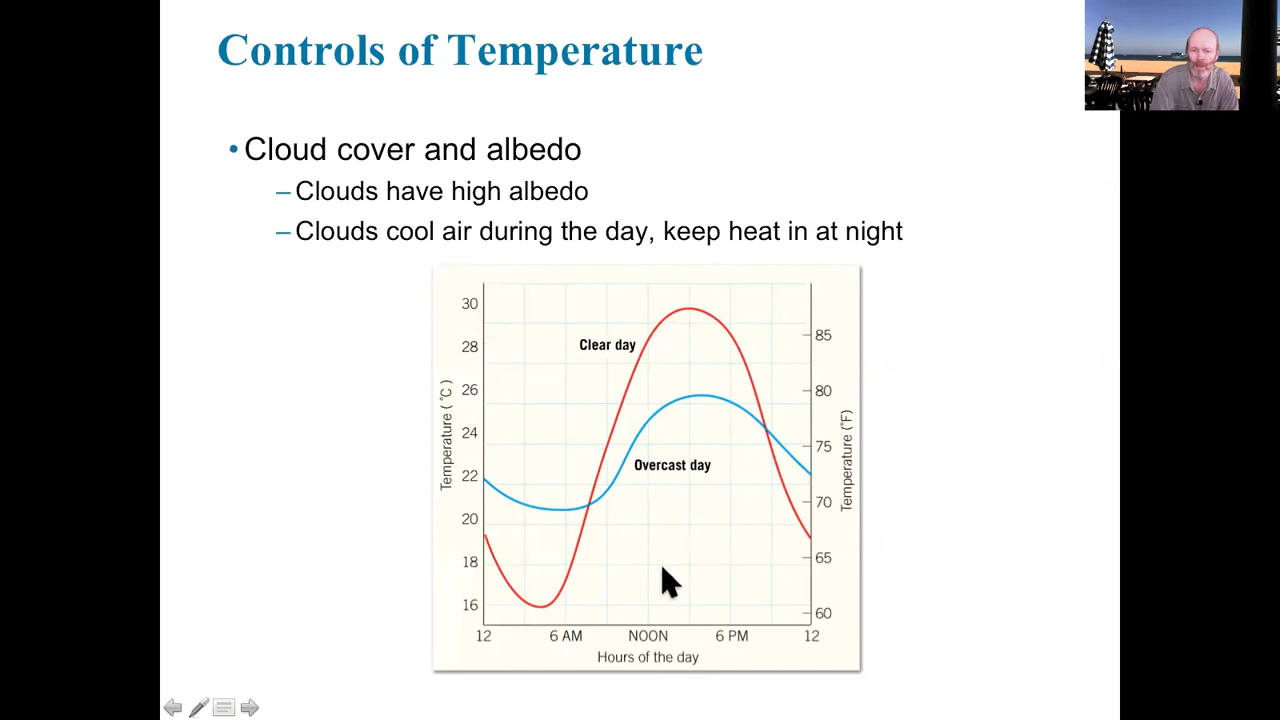 Controls of Temperature
• Cloud cover and albedo
– Clouds have high albedo
– Clouds cool air during the day, keep heat in at night
30
28
26
24
22
20
18
16
Temperature (°C)
Clear day
Overcast day
85
80
75
70
65
60
Temperature (°F)
12 6 AM NOON 6 PM 12
Hours of the day